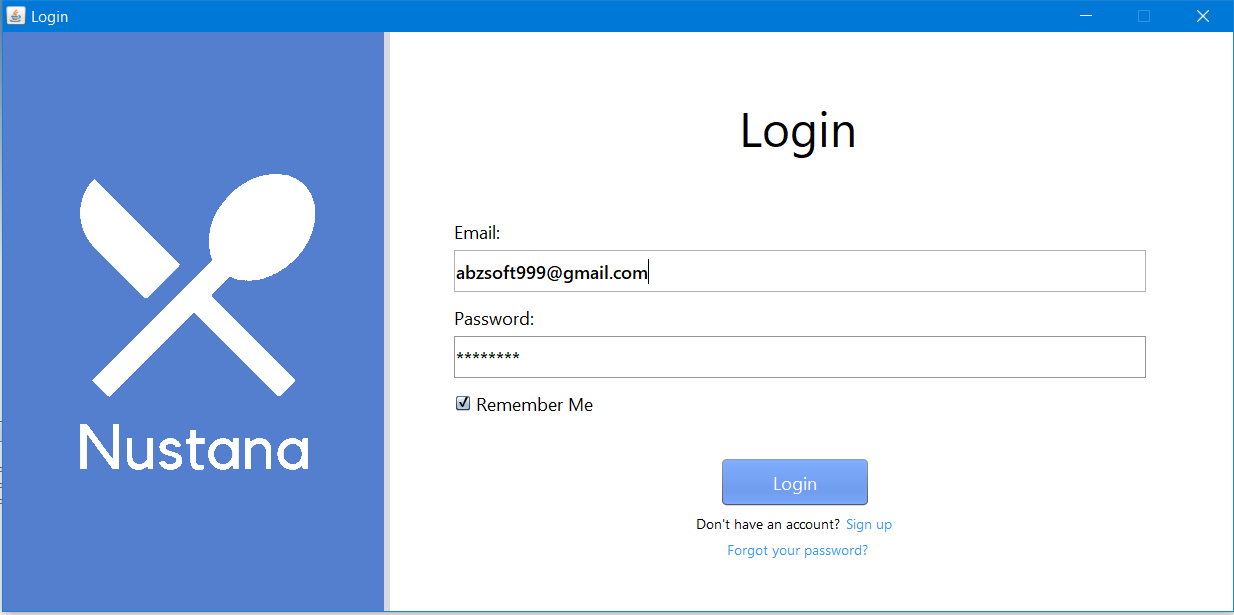 Login
Login
Email:
abzsoft999@gmail.com
Password:
********
Remember Me
Login
Don't have an account? Sign up
Forgot your password?
Nustana